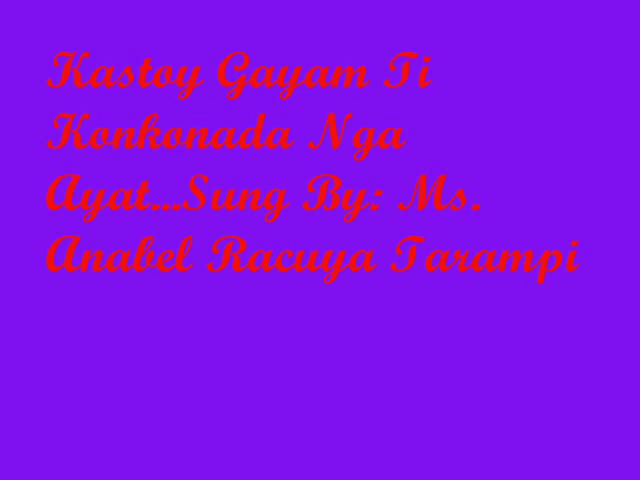 Kastoy Gayam Ti
Konkonada Nga
Ayat...Sung By: Ms.
Anabel Racuya Tarampi